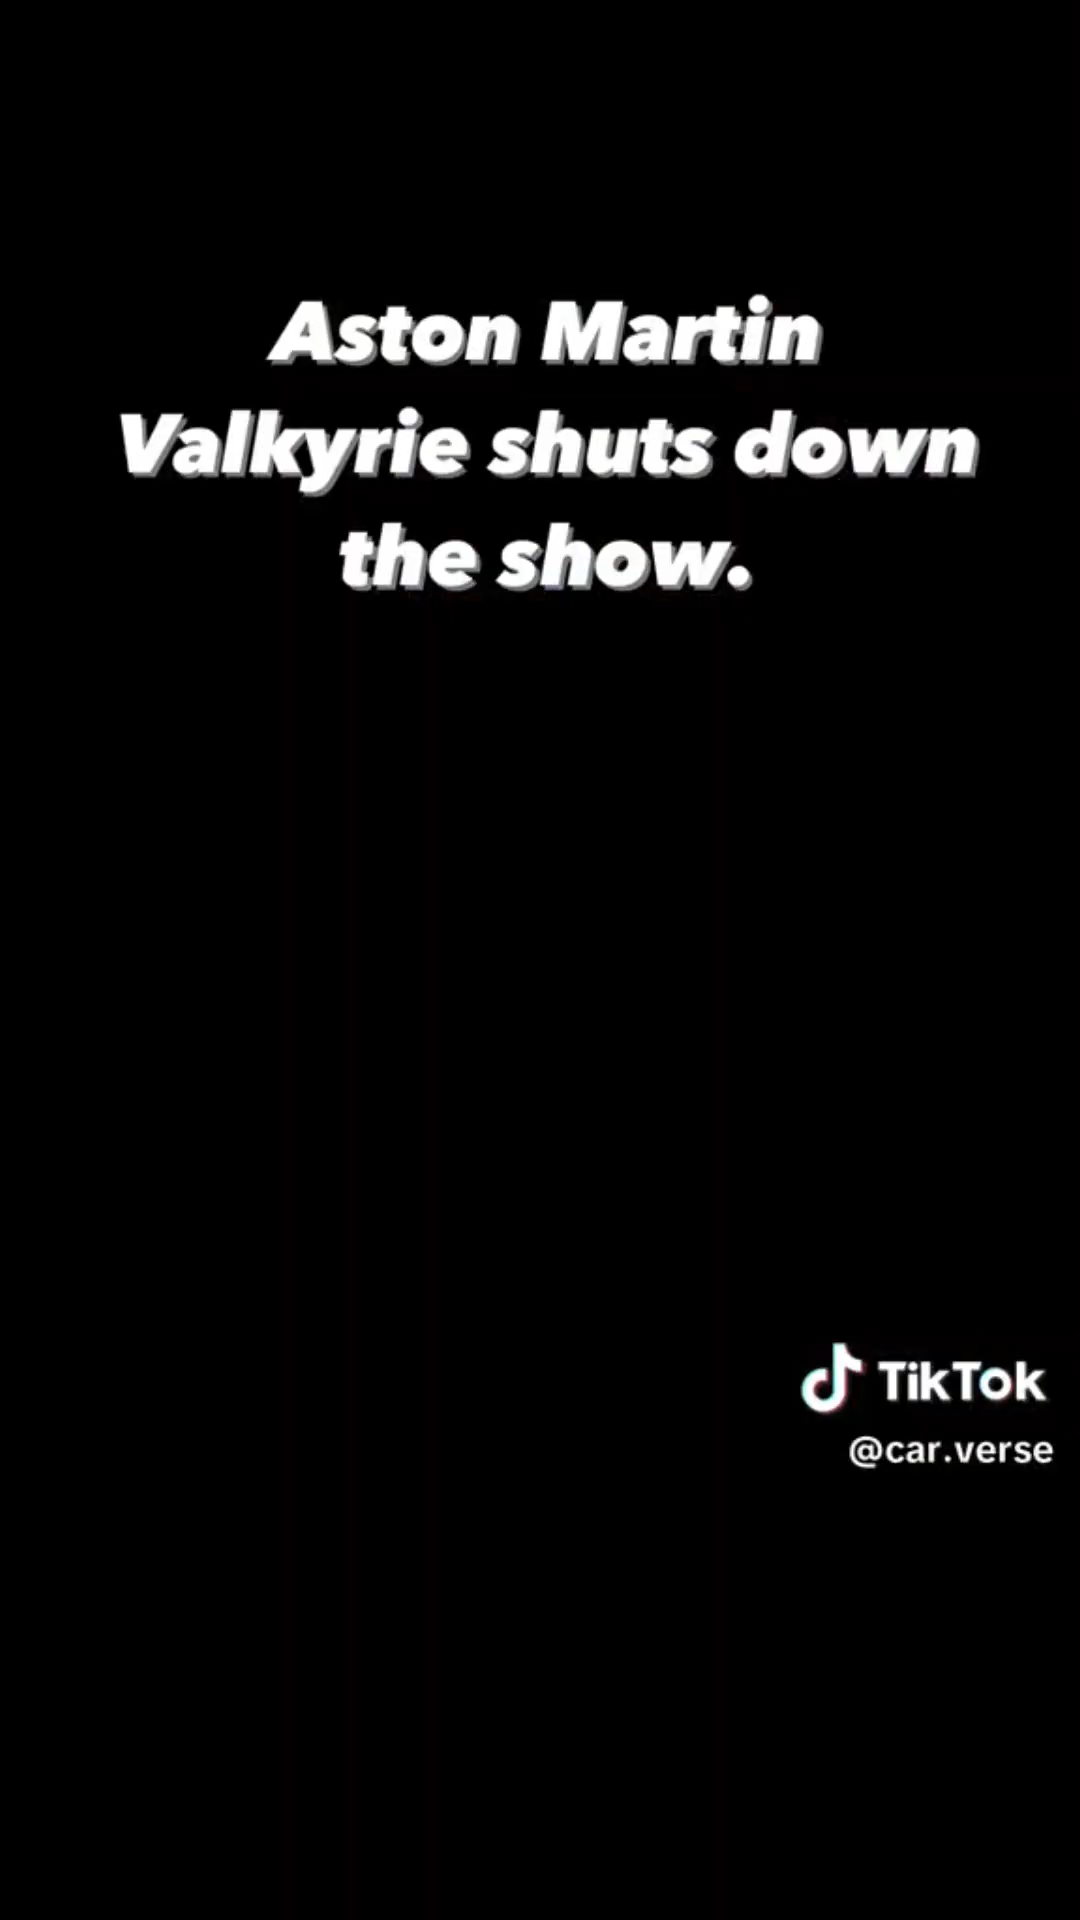 Aston Martin
Valkyrie shuts down
the show.
TikTok
@car.verse